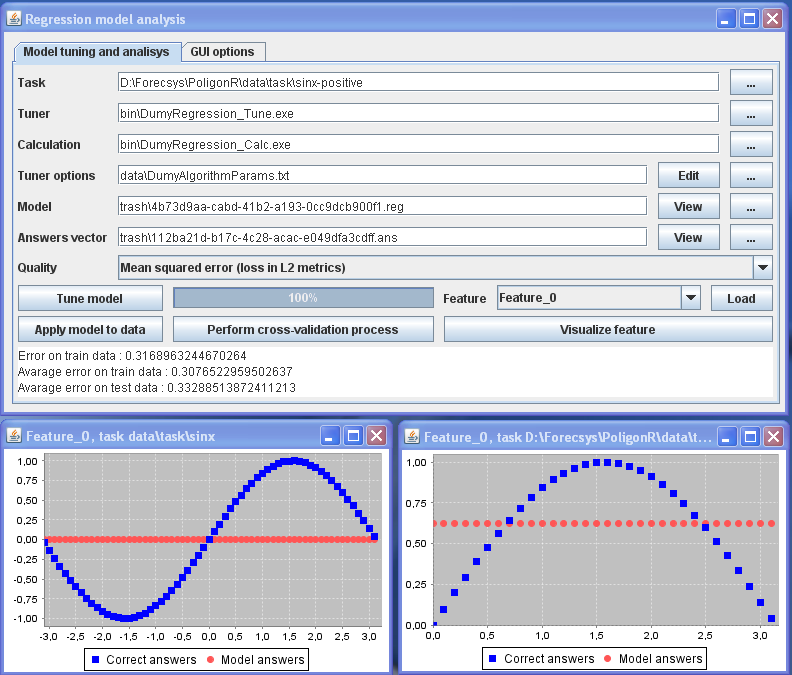 Regression model analysis
Model tuning and analisys GUI options
Task D:\Forecsys\PoligonR\data\task\sinx-positive ...
Tuner bin\DumyRegression_Tune.exe ...
Calculation bin\DumyRegression_Calc.exe ...
Tuner options data\DumyAlgorithmParams.txt Edit ...
Model trash\4b73d9aa-cabd-41b2-a193-0cc9dcb900f1.reg View ...
Answers vector trash\112ba21d-b17c-4c28-acac-e049dfa3cdff.ans View ...
Quality Mean squared error (loss in L2 metrics)
Tune model 100% Feature Feature_0 Load
Apply model to data Perform cross-validation process Visualize feature
Error on train data : 0.3168963244670264
Avarage error on train data : 0.3076522959502637
Avarage error on test data : 0.33288513872411213
Feature_0, task data\task\sinx
1,00
0,75
0,50
0,25
0,00
-0,25
-0,50
-0,75
-1,00
-3,0 -2,5 -2,0 -1,5 -1,0 -0,5 0,0 0,5 1,0 1,5 2,0 2,5 3,0
Correct answers Model answers
Feature_0, task D:\Forecsys\PoligonR\data\t...
1,00
0,75
0,50
0,25
0,00
0,0 0,5 1,0 1,5 2,0 2,5 3,0
Correct answers Model answers